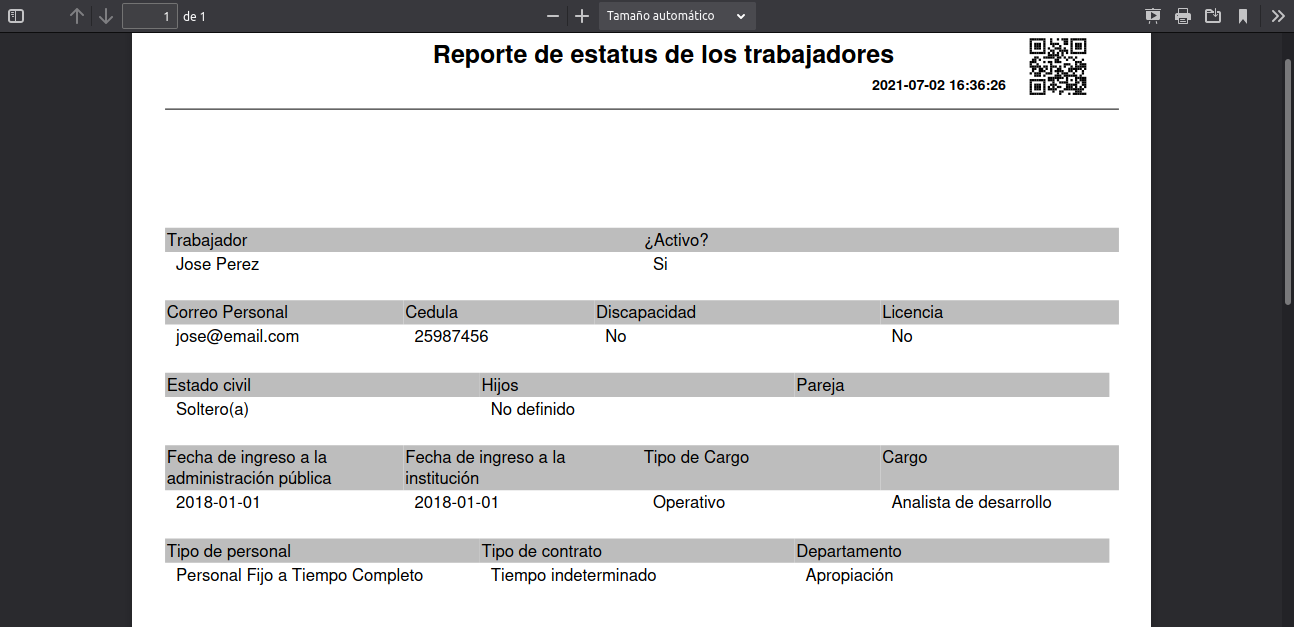 1 de 1 Tamaño automático
Reporte de estatus de los trabajadores
2021-07-02 16:36:26
Trabajador ¿Activo?
Jose Perez Si
Correo Personal Cedula Discapacidad Licencia
jose@email.com 25987456 No No
Estado civil Hijos Pareja
Soltero(a) No definido
Fecha de ingreso a la Fecha de ingreso a la Tipo de Cargo Cargo
administración pública institución
2018-01-01 2018-01-01 Operativo Analista de desarrollo
Tipo de personal Tipo de contrato Departamento
Personal Fijo a Tiempo Completo Tiempo indeterminado Apropiación